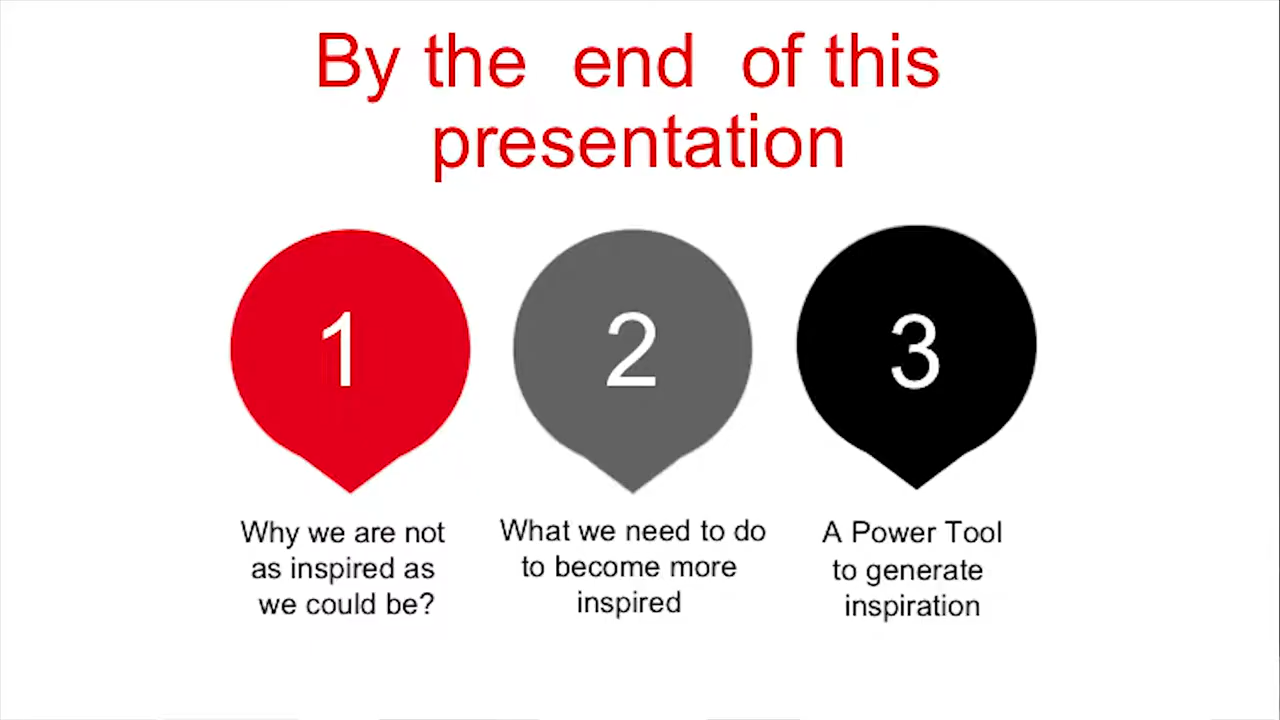 By the end of this
presentation
1
2
3
Why we are not
as inspired as
we could be?
What we need to do
to become more
inspired
A Power Tool
to generate
inspiration